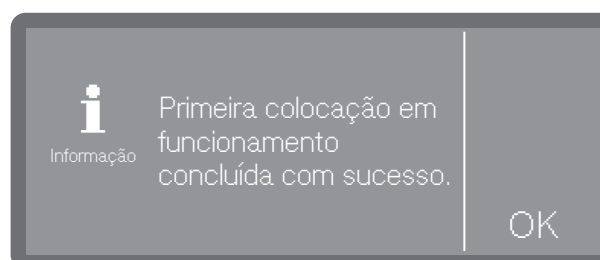 i
Informação
Primeira colocação em
funcionamento
concluída com sucesso.
OK